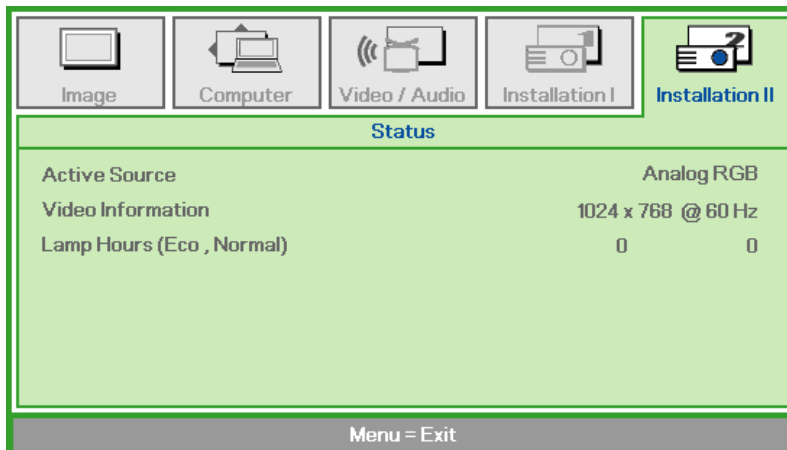 Image Computer Video / Audio Installation I Installation II
Status
Active Source Analog RGB
Video Information 1024 x 768 @ 60 Hz
Lamp Hours (Eco , Normal) 0 0
Menu = Exit